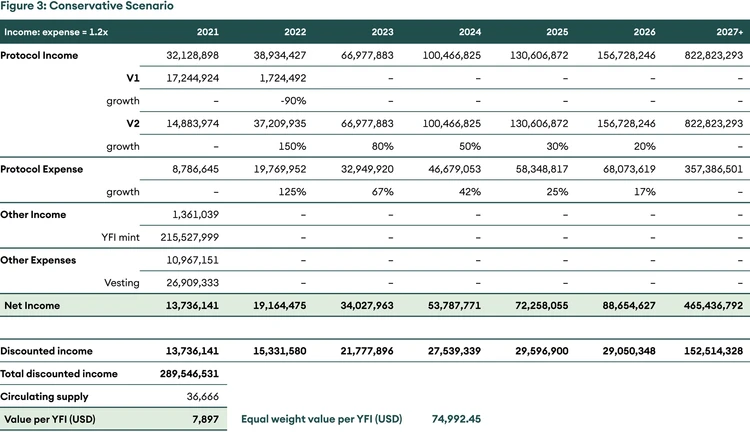 Figure 3: Conservative Scenario
Income: expense = 1.2x 2021 2022 2023 2024 2025 2026 2027+
Protocol Income 32,128,898 38,934,427 66,977,883 100,466,825 130,606,872 156,728,246 822,823,293
V1 17,244,924 1,724,492 – – – – –
growth – -90%
V2 14,883,974 37,209,935 66,977,883 100,466,825 130,606,872 156,728,246 822,823,293
growth – 150% 80% 50% 30% 20% –
Protocol Expense 8,786,645 19,769,952 32,949,920 46,679,053 58,348,817 68,073,619 357,386,501
growth – 125% 67% 42% 25% 17% –
Other Income 1,361,039 – – – – – –
YFI mint 215,527,999 – – – – – –
Other Expenses 10,967,151 – – – – – –
Vesting 26,909,333 – – – – – –
Net Income 13,736,141 19,164,475 34,027,963 53,787,771 72,258,055 88,654,627 465,436,792
Discounted income 13,736,141 15,331,580 21,777,896 27,539,339 29,596,900 29,050,348 152,514,328
Total discounted income 289,546,531
Circulating supply 36,666
Value per YFI (USD) 7,897 Equal weight value per YFI (USD) 74,992.45